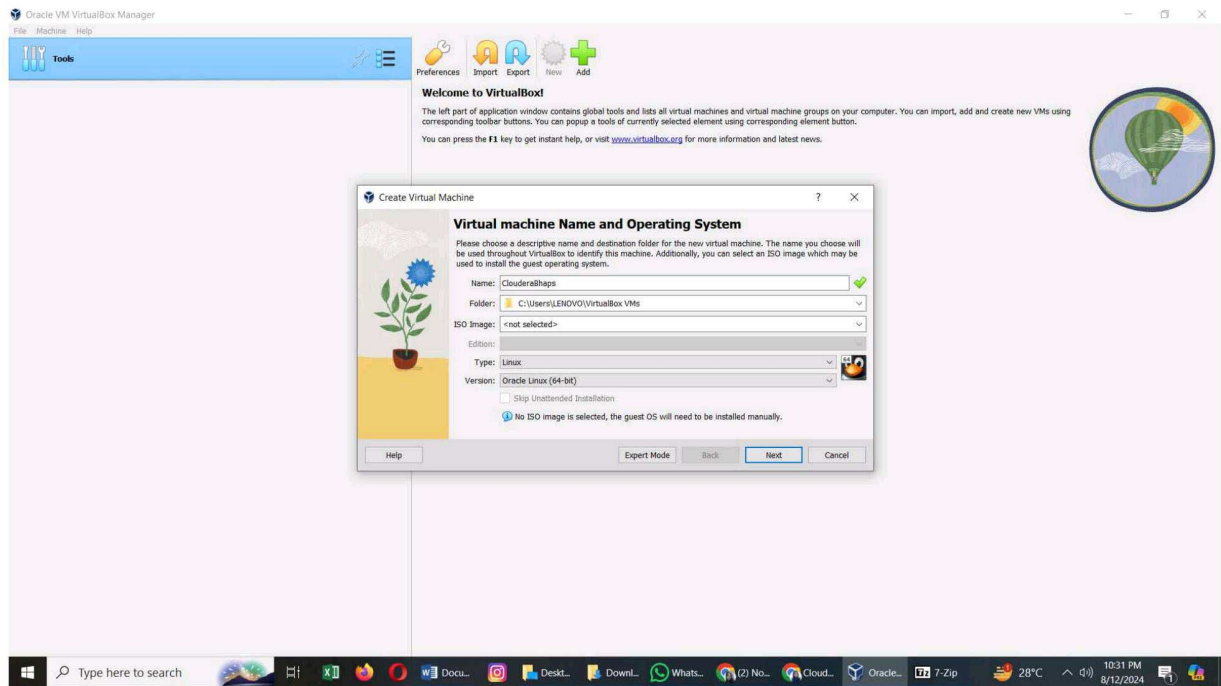 Oracle VM VirtualBox Manager
File Machine Help
Tools
Preferences Import Export New Add
Welcome to VirtualBox!
The left part of application window contains global tools and lists all virtual machines and virtual machine groups on your computer. You can import, add and create new VMs using
corresponding toolbar buttons. You can popup a tools of currently selected element using corresponding element button.
You can press the F1 key to get instant help, or visit www.virtualbox.org for more information and latest news.
Create Virtual Machine ?
Virtual machine Name and Operating System
Please choose a descriptive name and destination folder for the new virtual machine. The name you choose will
be used throughout VirtualBox to identify this machine. Additionally, you can select an ISO image which may be
used to install the guest operating system.
Name: ClouderaBhaps
Folder: C:\Users\LENOVO\VirtualBox VMs
ISO Image: <not selected>
Edition:
Type: Linux
64
Version: Oracle Linux (64-bit)
Skip Unattended Installation
No ISO image is selected, the guest OS will need to be installed manually.
Help Expert Mode Back Next Cancel
Type here to search Docu... Deskt... Downl... Whats... (2) No... Cloud... Oracle... 7z 7-Zip 28°C 10:31 PM
8/12/2024